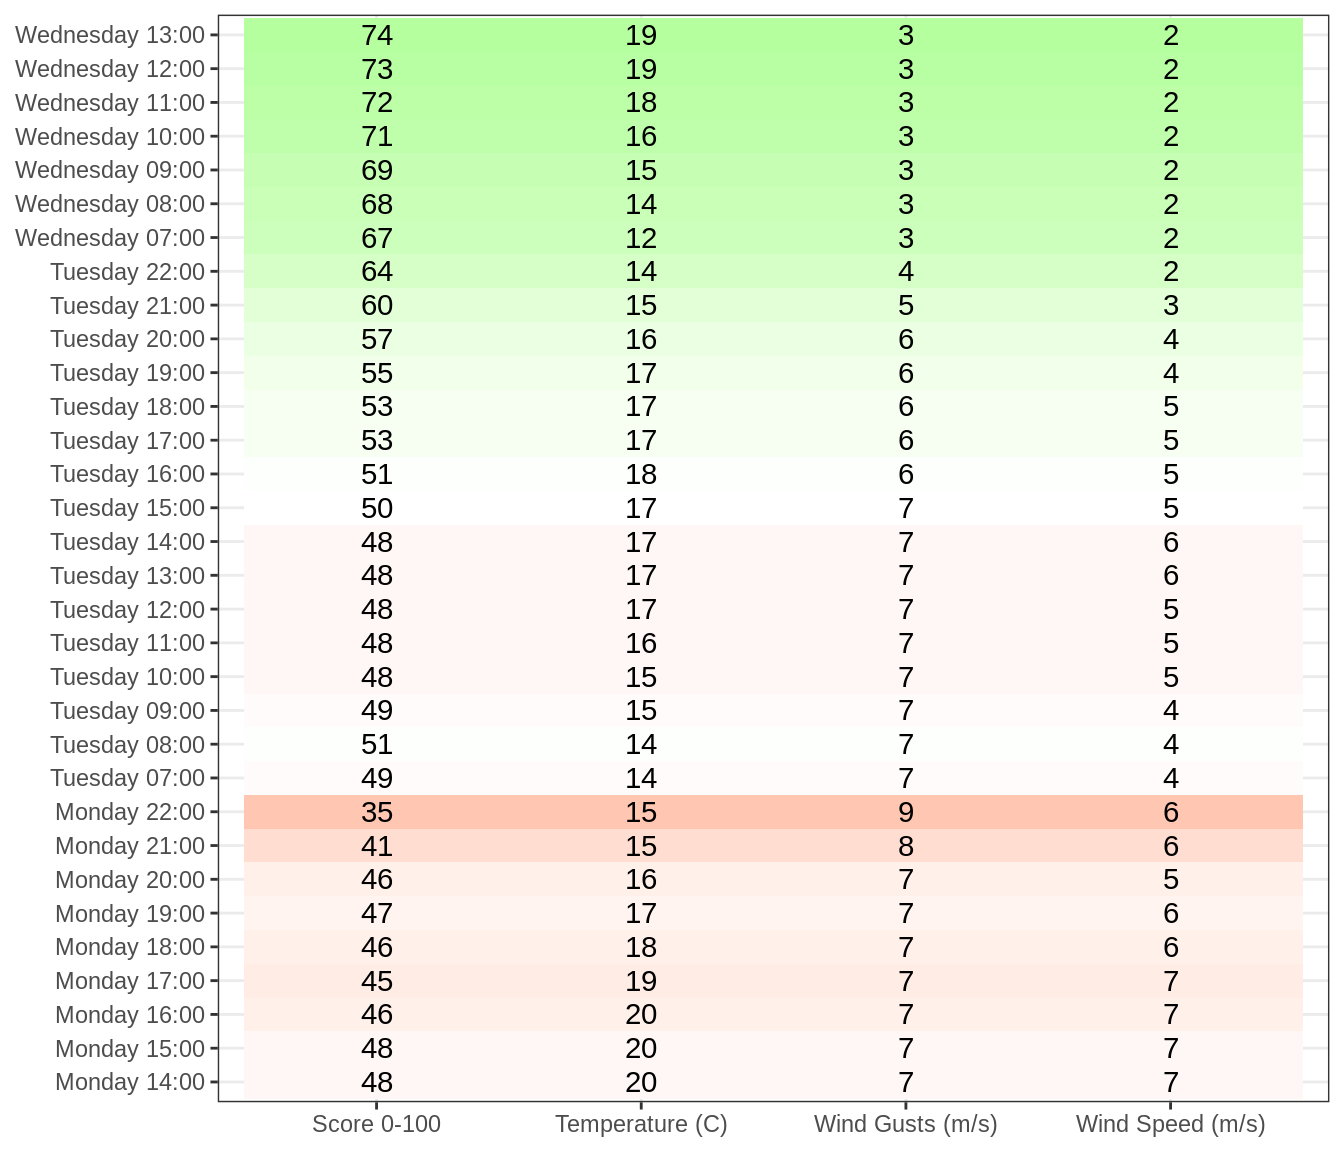 Wednesday 13:00 74 19 3 2
Wednesday 12:00 73 19 3 2
Wednesday 11:00 72 18 3 2
Wednesday 10:00 71 16 3 2
Wednesday 09:00 69 15 3 2
Wednesday 08:00 68 14 3 2
Wednesday 07:00 67 12 3 2
Tuesday 22:00 64 14 4 2
Tuesday 21:00 60 15 5 3
Tuesday 20:00 57 16 6 4
Tuesday 19:00 55 17 6 4
Tuesday 18:00 53 17 6 5
Tuesday 17:00 53 17 6 5
Tuesday 16:00 51 18 6 5
Tuesday 15:00 50 17 7 5
Tuesday 14:00 48 17 7 6
Tuesday 13:00 48 17 7 6
Tuesday 12:00 48 17 7 5
Tuesday 11:00 48 16 7 5
Tuesday 10:00 48 15 7 5
Tuesday 09:00 49 15 7 4
Tuesday 08:00 51 14 7 4
Tuesday 07:00 49 14 7 4
Monday 22:00 35 15 9 6
Monday 21:00 41 15 8 6
Monday 20:00 46 16 7 5
Monday 19:00 47 17 7 6
Monday 18:00 46 18 7 6
Monday 17:00 45 19 7 7
Monday 16:00 46 20 7 7
Monday 15:00 48 20 7 7
Monday 14:00 48 20 7 7
Score 0-100 Temperature (C) Wind Gusts (m/s) Wind Speed (m/s)